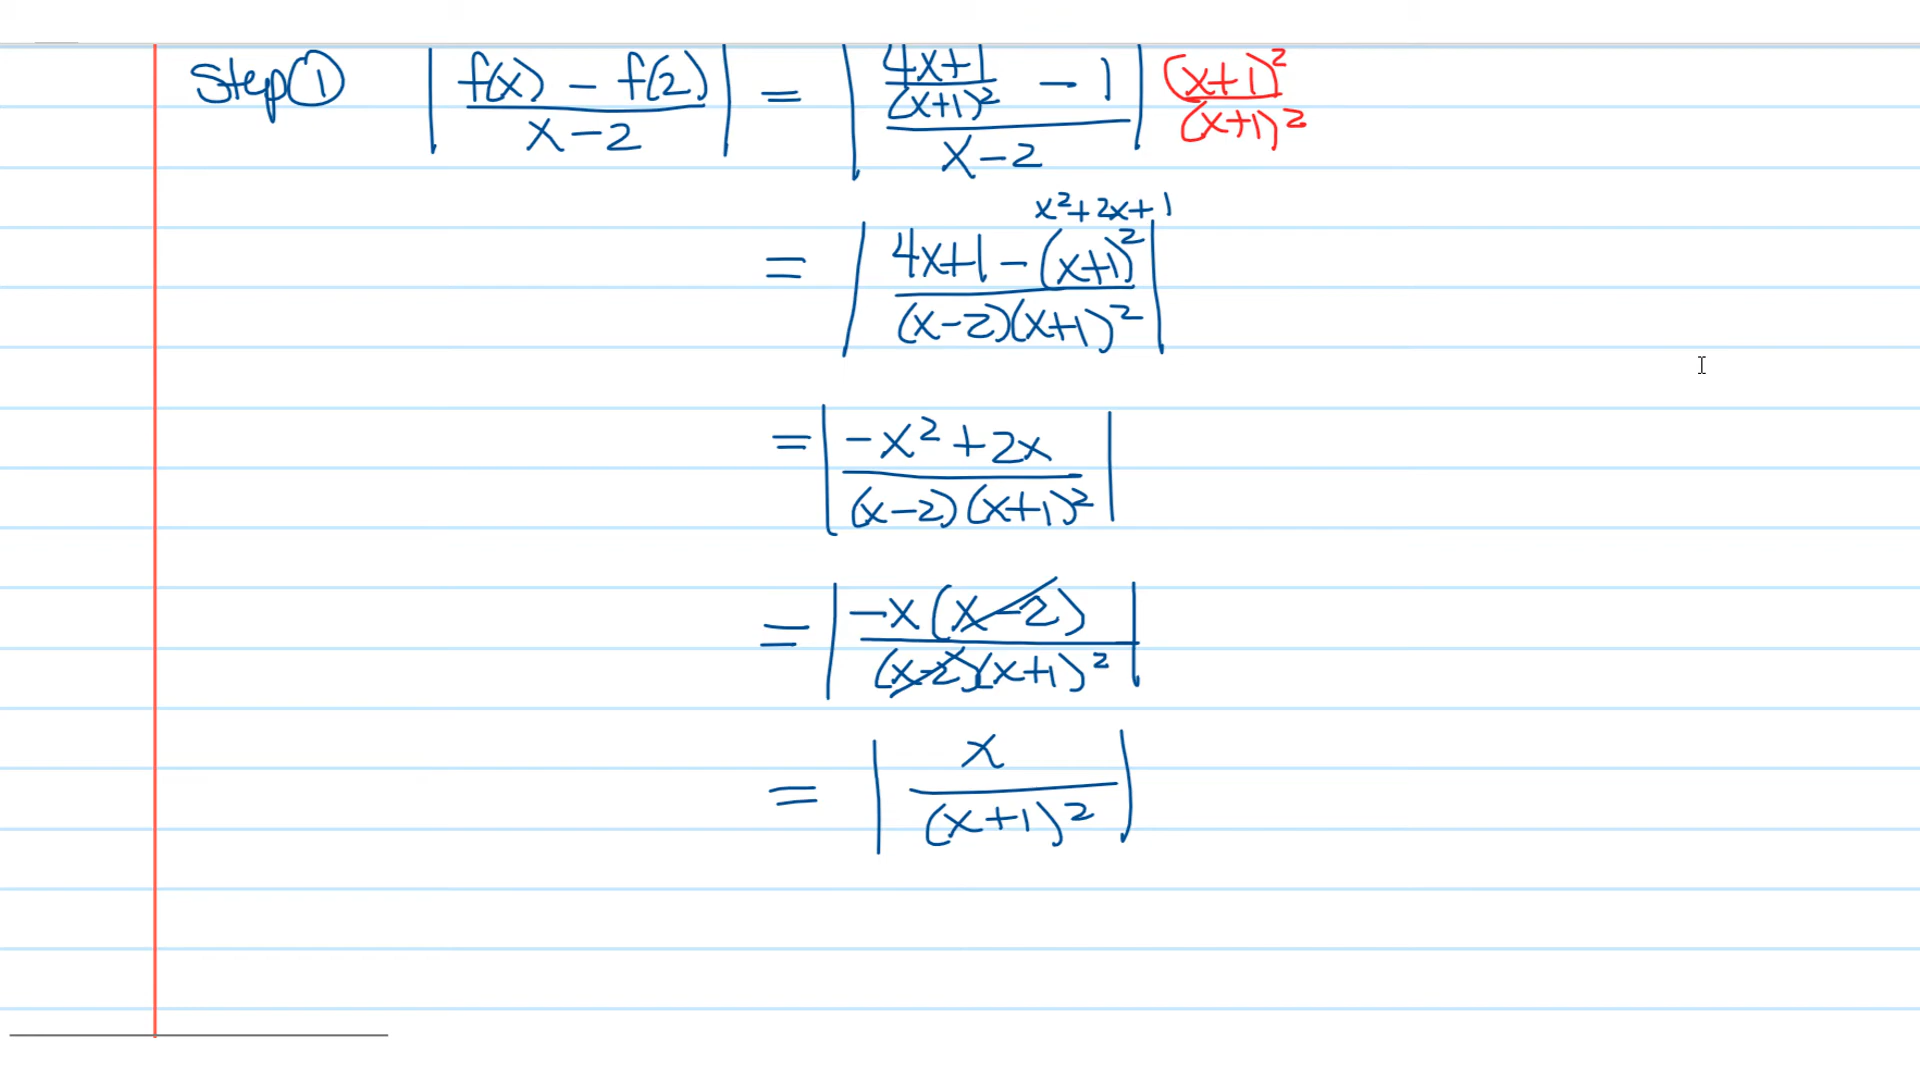 Step ① | (f(x) - f(2))/(x-2) | = | ((4x+1)/(x+1)² - 1)/(x-2) | (x+1)²/(x+1)²
x²+2x+1
= | (4x+1-(x+1)²)/((x-2)(x+1)²) |
= | (-x²+2x)/((x-2)(x+1)²) |
= | (-x(x-2))/((x-2)(x+1)²) |
= | x/(x+1)² |